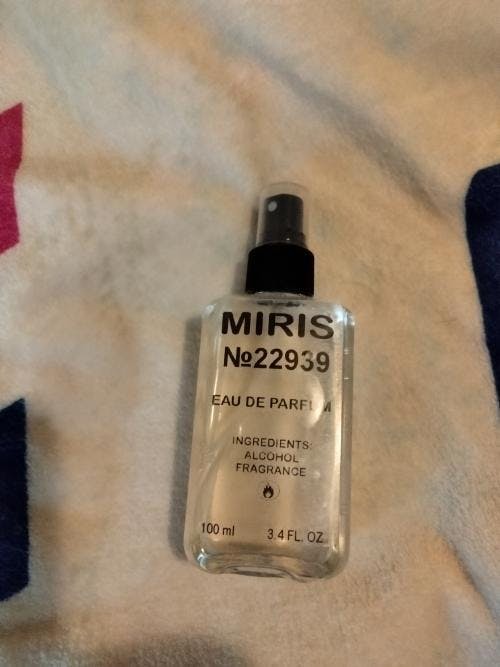 MIRIS
№22939
EAU DE PARFUM
INGREDIENTS:
ALCOHOL
FRAGRANCE
100 ml 3.4 FL. OZ